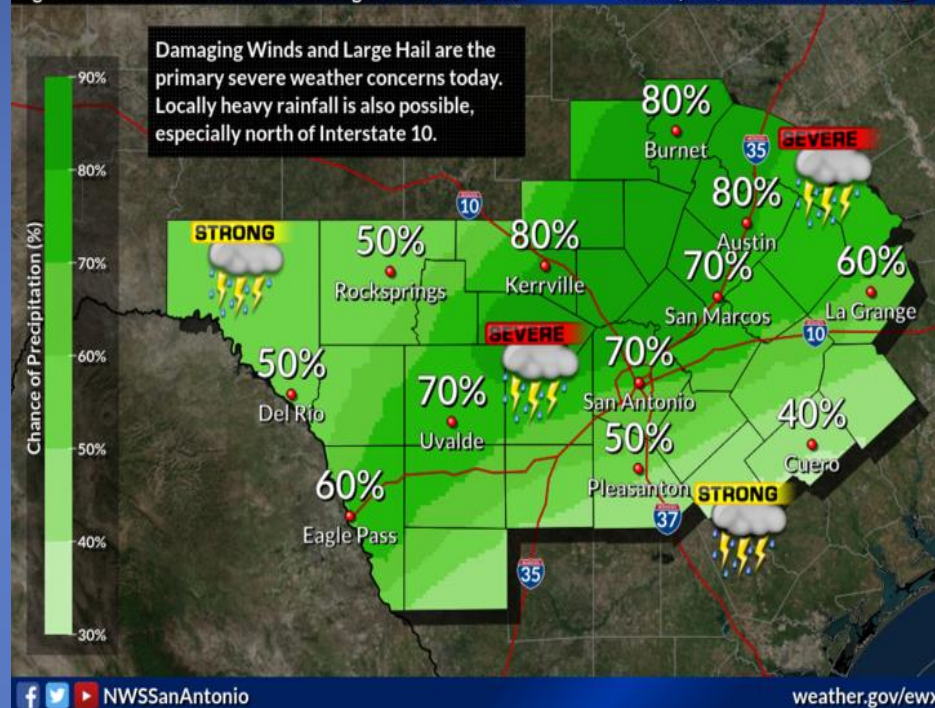 Damaging Winds and Large Hail are the
primary severe weather concerns today.
Locally heavy rainfall is also possible,
especially north of Interstate 10.
Chance of Precipitation (%)
90%
80%
70%
60%
50%
40%
30%
80%
Burnet
35
SEVERE
80%
Austin
10
STRONG
50%
Rocksprings
80%
Kerrville
70%
San Marcos
60%
La Grange
10
SEVERE
50%
Del Rio
70%
Uvalde
70%
San Antonio
40%
Cuero
50%
Pleasanton
STRONG
60%
Eagle Pass
37
35
NWSSanAntonio
weather.gov/ewx